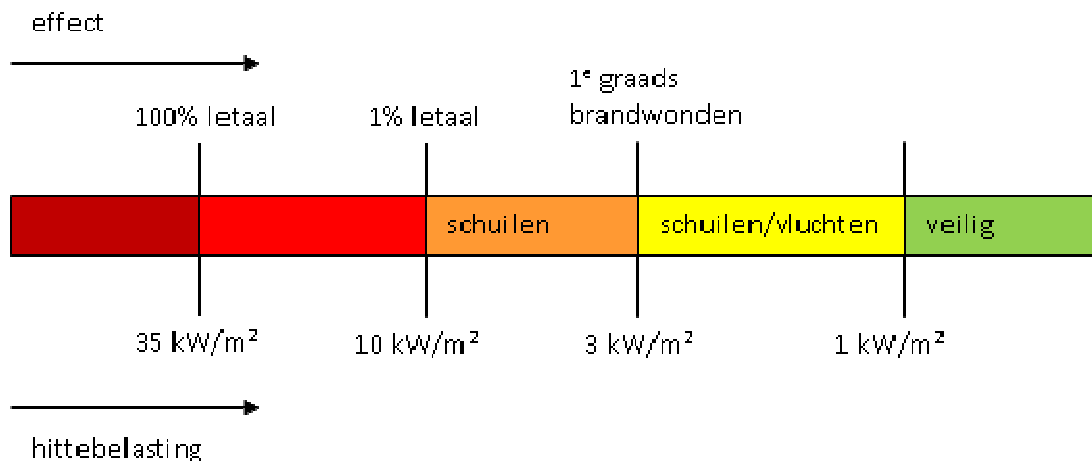 effect
1ᵉ graads
brandwonden
100% letaal
1% letaal
schuilen
schuilen/vluchten
veilig
35 kW/m²
10 kW/m²
3 kW/m²
1 kW/m²
hittebelasting